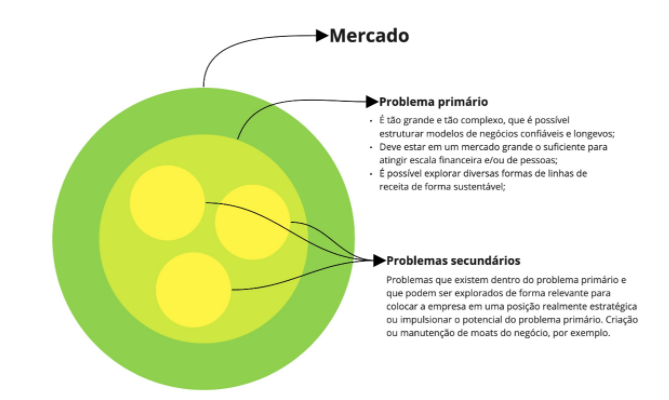 Mercado
Problema primário
• É tão grande e tão complexo, que é possível
estruturar modelos de negócios confiáveis e longevos;
• Deve estar em um mercado grande o suficiente para
atingir escala financeira e/ou de pessoas;
• É possível explorar diversas formas de linhas de
receita de forma sustentável;
Problemas secundários
Problemas que existem dentro do problema primário e
que podem ser explorados de forma relevante para
colocar a empresa em uma posição realmente estratégica
ou impulsionar o potencial do problema primário. Criação
ou manutenção de moats do negócio, por exemplo.